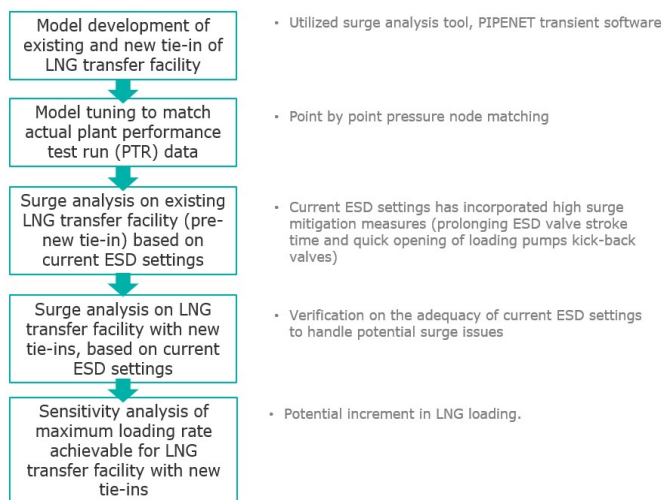 Model development of
existing and new tie-in of
LNG transfer facility
• Utilized surge analysis tool, PIPENET transient software
Model tuning to match
actual plant performance
test run (PTR) data
• Point by point pressure node matching
Surge analysis on existing
LNG transfer facility (pre-
new tie-in) based on
current ESD settings
• Current ESD settings has incorporated high surge
mitigation measures (prolonging ESD valve stroke
time and quick opening of loading pumps kick-back
valves)
Surge analysis on LNG
transfer facility with new
tie-ins, based on current
ESD settings
• Verification on the adequacy of current ESD settings
to handle potential surge issues
Sensitivity analysis of
maximum loading rate
achievable for LNG
transfer facility with new
tie-ins
• Potential increment in LNG loading.